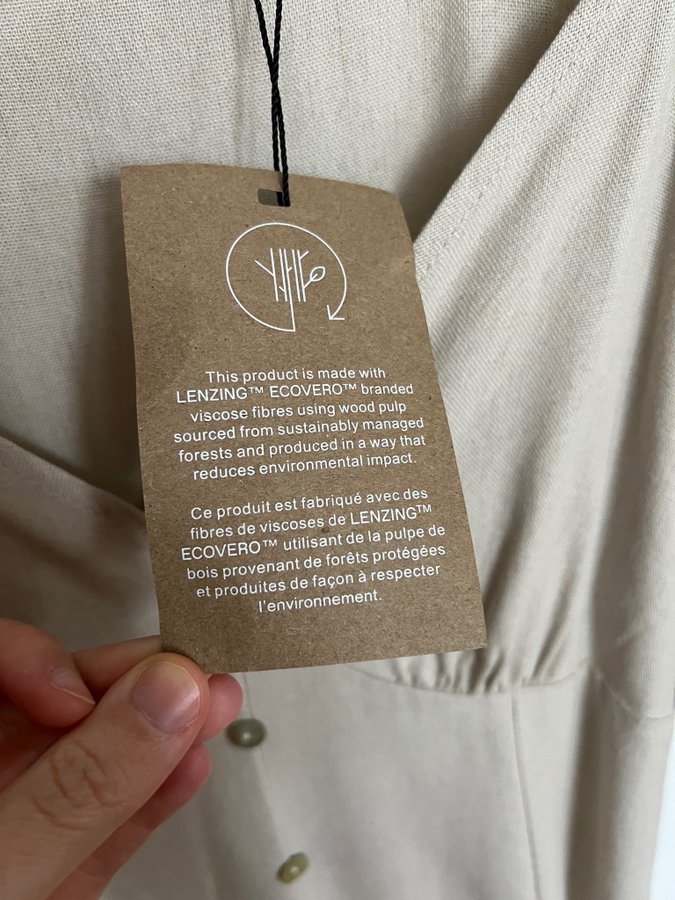 This product is made with
LENZING™ ECOVERO™ branded
viscose fibres using wood pulp
sourced from sustainably managed
forests and produced in a way that
reduces environmental impact.
Ce produit est fabriqué avec des
fibres de viscoses de LENZING™
ECOVERO™ utilisant de la pulpe de
bois provenant de forêts protégées
et produites de façon à respecter
l'environnement.